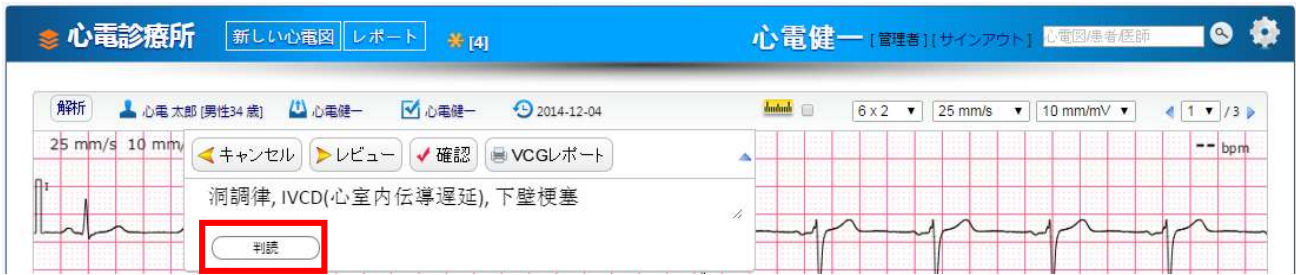 心電診療所 新しい心電図 レポート [4] 心電健一 [管理者] [サインアウト] 心電図/患者/医師
解析 心電 太郎 [男性34 歳] 心電健一 心電健一 2014-12-04 6 x 2 25 mm/s 10 mm/mV 1 /3
25 mm/s 10 mm/ キャンセル レビュー 確認 VCGレポート -- bpm
I 洞調律, IVCD(心室内伝導遅延), 下壁梗塞
判読